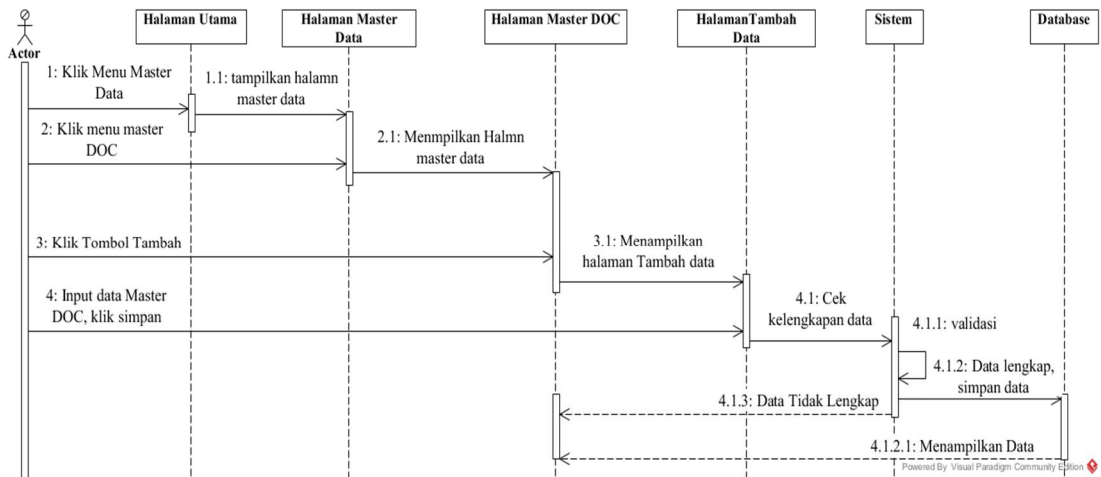 Halaman Utama
Halaman Master
Data
Halaman Master DOC
HalamanTambah
Data
Sistem
Database
Actor
1: Klik Menu Master
Data
1.1: tampilkan halamn
master data
2: Klik menu master
DOC
2.1: Menmpilkan Halmn
master data
3: Klik Tombol Tambah
3.1: Menampilkan
halaman Tambah data
4: Input data Master
DOC, klik simpan
4.1: Cek
kelengkapan data
4.1.1: validasi
4.1.2: Data lengkap,
simpan data
4.1.3: Data Tidak Lengkap
4.1.2.1: Menampilkan Data
Powered By Visual Paradigm Community Edition